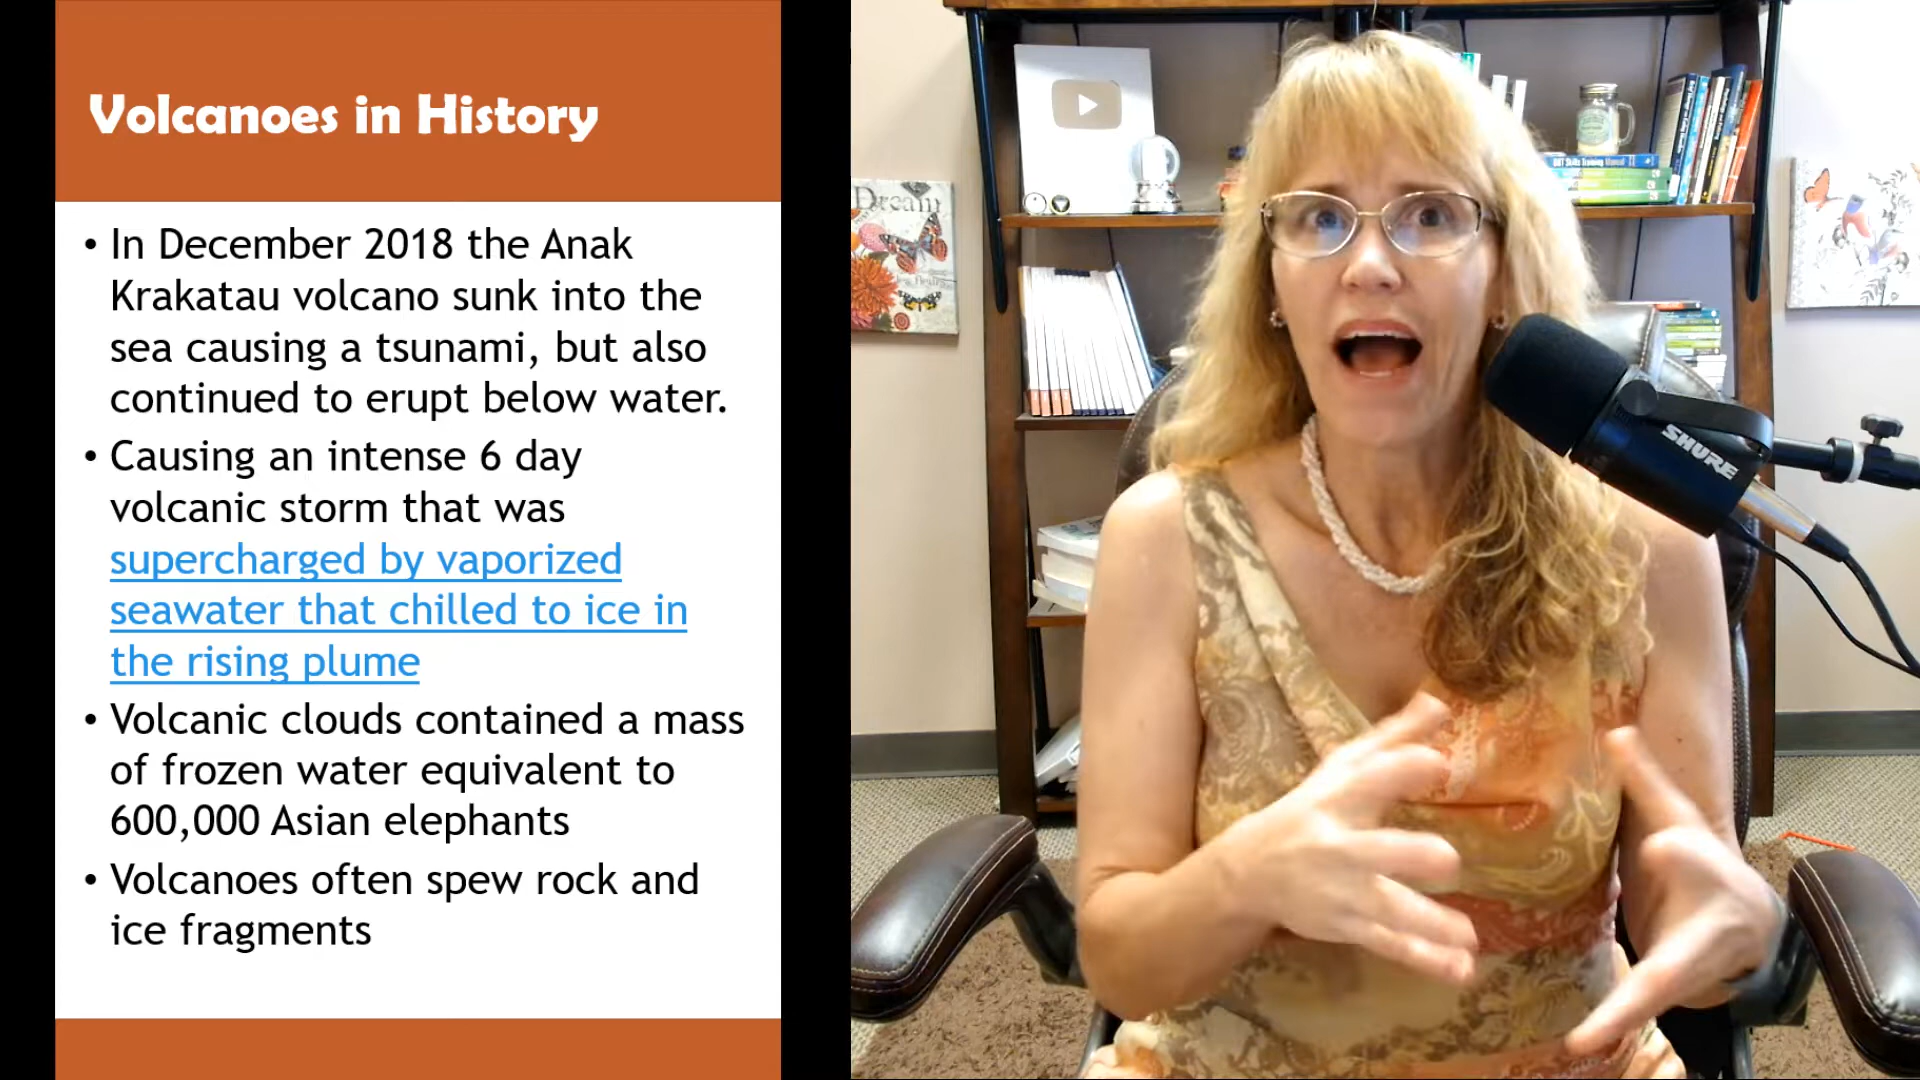 Volcanoes in History
• In December 2018 the Anak
Krakatau volcano sunk into the
sea causing a tsunami, but also
continued to erupt below water.
• Causing an intense 6 day
volcanic storm that was
supercharged by vaporized
seawater that chilled to ice in
the rising plume
• Volcanic clouds contained a mass
of frozen water equivalent to
600,000 Asian elephants
• Volcanoes often spew rock and
ice fragments
Dream
SHURE